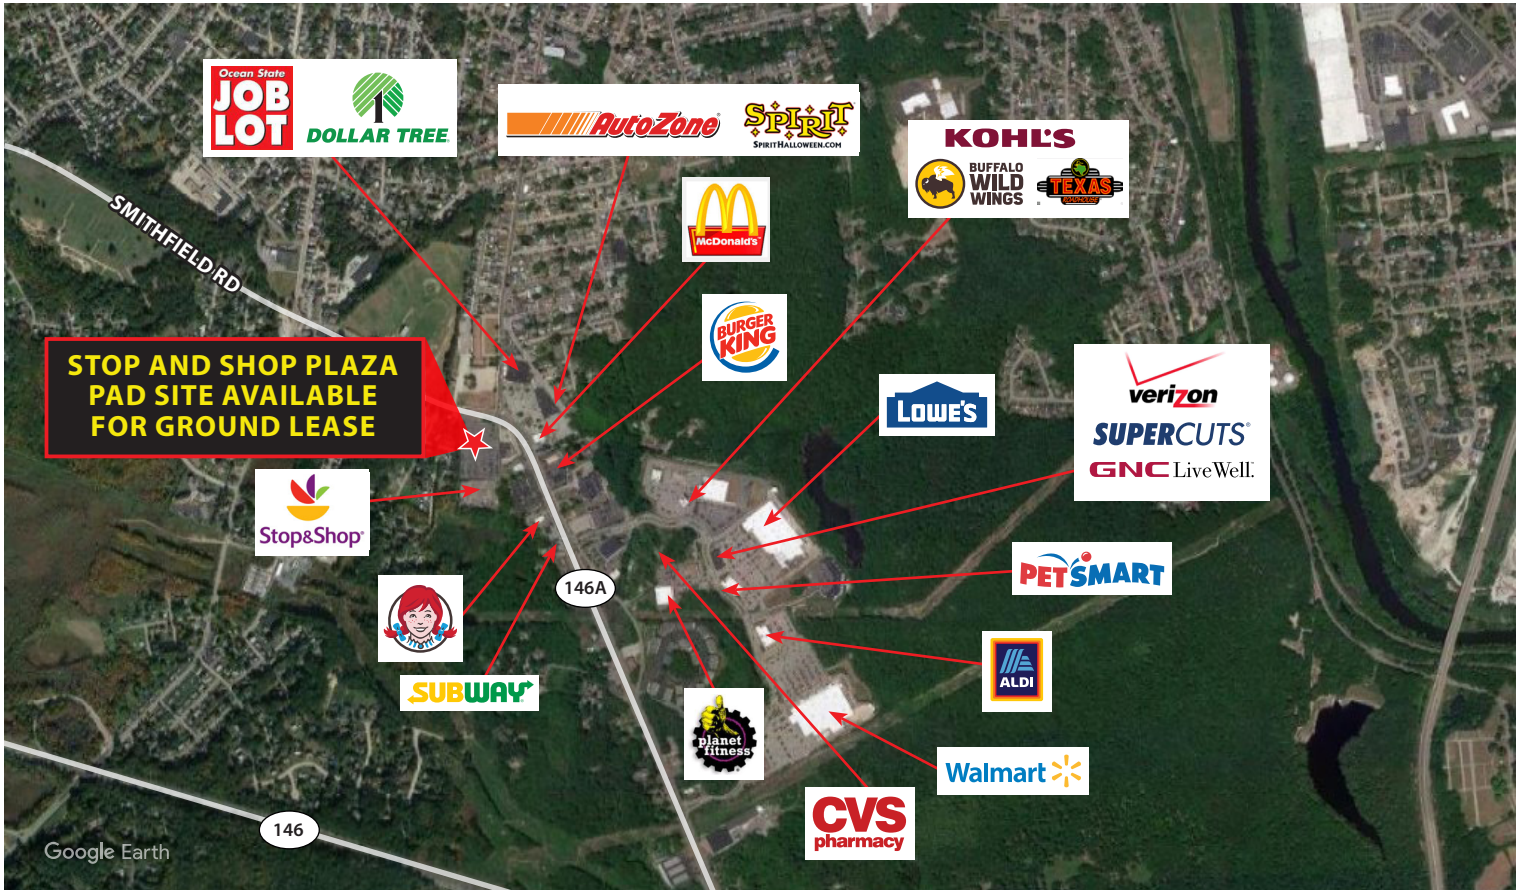 Ocean State
JOB
LOT
1
DOLLAR TREE
AutoZone
SPIRIT
SPIRITHALLOWEEN.COM
KOHL'S
BUFFALO
WILD
WINGS
TEXAS
ROADHOUSE
McDonald's
SMITHFIELD RD
BURGER
KING
STOP AND SHOP PLAZA
PAD SITE AVAILABLE
FOR GROUND LEASE
LOWE'S
verizon
SUPERCUTS®
GNC LiveWell.
Stop&Shop®
146A
PETSMART
SUBWAY®
ALDI
planet
fitness
Walmart
CVS
pharmacy
146
Google Earth